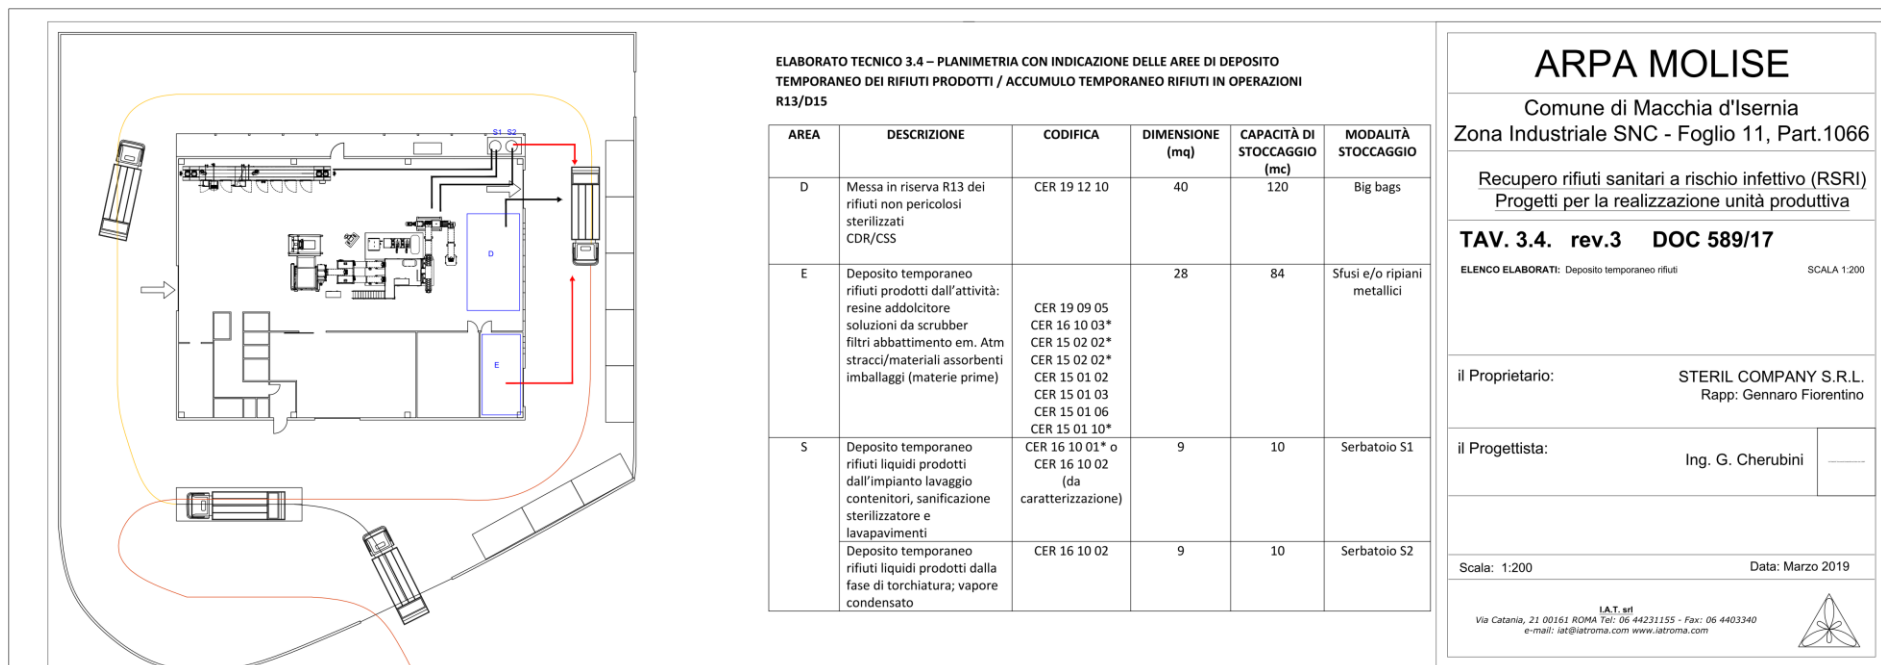 S1 S2
D
E
ELABORATO TECNICO 3.4 – PLANIMETRIA CON INDICAZIONE DELLE AREE DI DEPOSITO
TEMPORANEO DEI RIFIUTI PRODOTTI / ACCUMULO TEMPORANEO RIFIUTI IN OPERAZIONI
R13/D15
AREA DESCRIZIONE CODIFICA DIMENSIONE (mq) CAPACITÀ DI STOCCAGGIO (mc) MODALITÀ STOCCAGGIO
D Messa in riserva R13 dei CER 19 12 10 40 120 Big bags
rifiuti non pericolosi
sterilizzati
CDR/CSS
E Deposito temporaneo 28 84 Sfusi e/o ripiani
rifiuti prodotti dall'attività: metallici
resine addolcitore CER 19 09 05
soluzioni da scrubber CER 16 10 03*
filtri abbattimento em. Atm CER 15 02 02*
stracci/materiali assorbenti CER 15 02 02*
imballaggi (materie prime) CER 15 01 02
CER 15 01 03
CER 15 01 06
CER 15 01 10*
S Deposito temporaneo CER 16 10 01* o 9 10 Serbatoio S1
rifiuti liquidi prodotti CER 16 10 02
dall'impianto lavaggio (da
contenitori, sanificazione caratterizzazione)
sterilizzatore e
lavapavimenti
Deposito temporaneo CER 16 10 02 9 10 Serbatoio S2
rifiuti liquidi prodotti dalla
fase di torchiatura; vapore
condensato
ARPA MOLISE
Comune di Macchia d'Isernia
Zona Industriale SNC - Foglio 11, Part.1066
Recupero rifiuti sanitari a rischio infettivo (RSRI)
Progetti per la realizzazione unità produttiva
TAV. 3.4. rev.3 DOC 589/17
ELENCO ELABORATI: Deposito temporaneo rifiuti SCALA 1:200
il Proprietario: STERIL COMPANY S.R.L.
Rapp: Gennaro Fiorentino
il Progettista: Ing. G. Cherubini
Scala: 1:200 Data: Marzo 2019
I.A.T. srl
Via Catania, 21 00161 ROMA Tel: 06 44231155 - Fax: 06 4403340
e-mail: iat@iatroma.com www.iatroma.com